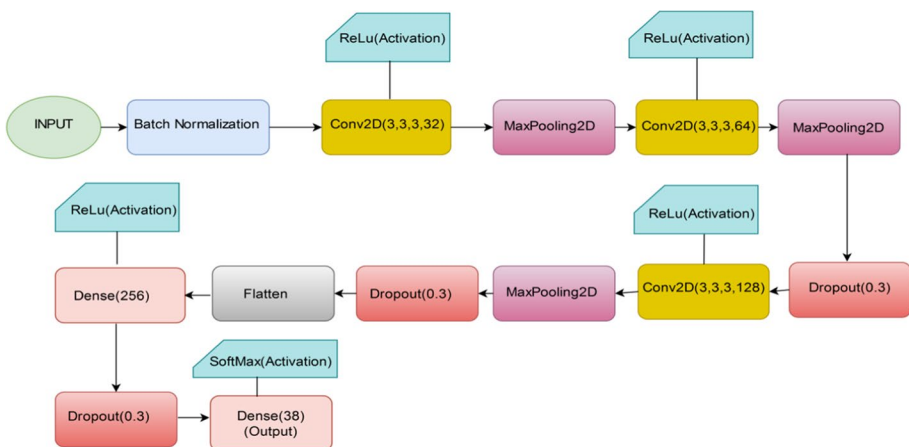 ReLu(Activation)
ReLu(Activation)
INPUT
Batch Normalization
Conv2D(3,3,3,32)
MaxPooling2D
Conv2D(3,3,3,64)
MaxPooling2D
ReLu(Activation)
ReLu(Activation)
Dense(256)
Flatten
Dropout(0.3)
MaxPooling2D
Conv2D(3,3,3,128)
Dropout(0.3)
SoftMax(Activation)
Dropout(0.3)
Dense(38)
(Output)